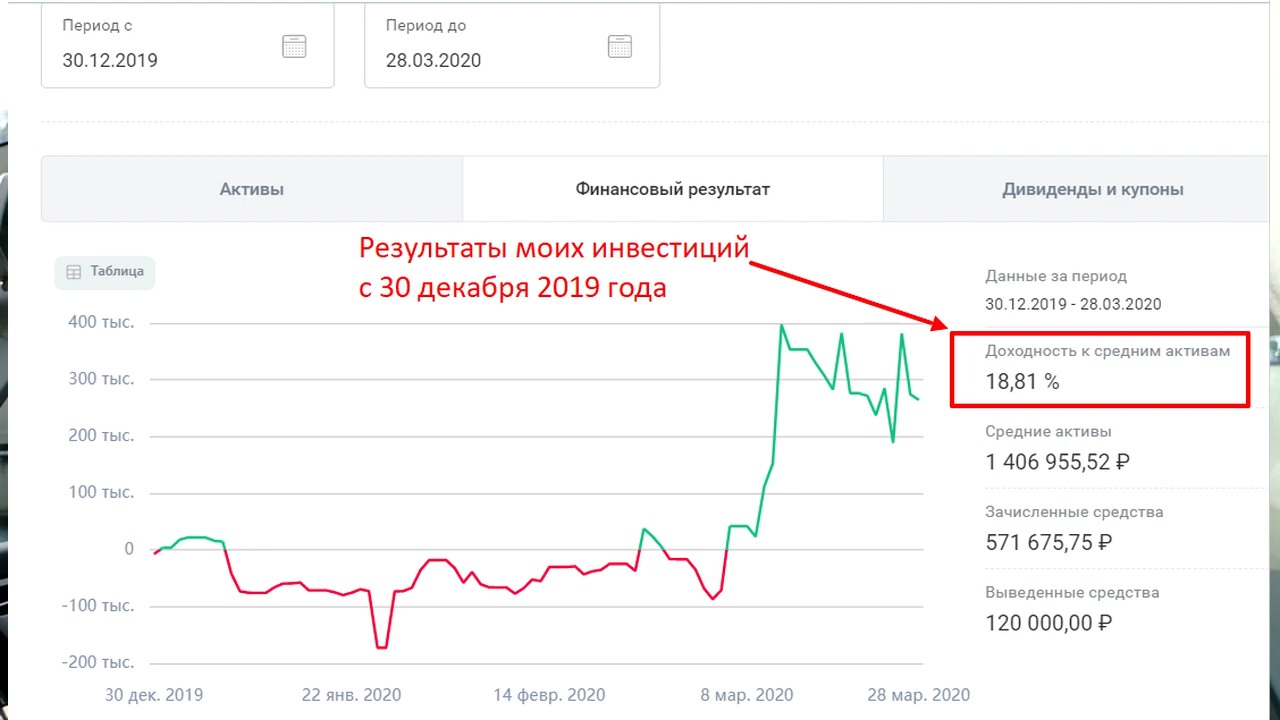 Период с
30.12.2019
Период до
28.03.2020
Активы
Финансовый результат
Дивиденды и купоны
Таблица
Результаты моих инвестиций
с 30 декабря 2019 года
400 тыс.
300 тыс.
200 тыс.
100 тыс.
0
-100 тыс.
-200 тыс.
30 дек. 2019
22 янв. 2020
14 февр. 2020
8 мар. 2020
28 мар. 2020
Данные за период
30.12.2019 - 28.03.2020
Доходность к средним активам
18,81 %
Средние активы
1 406 955,52 ₽
Зачисленные средства
571 675,75 ₽
Выведенные средства
120 000,00 ₽